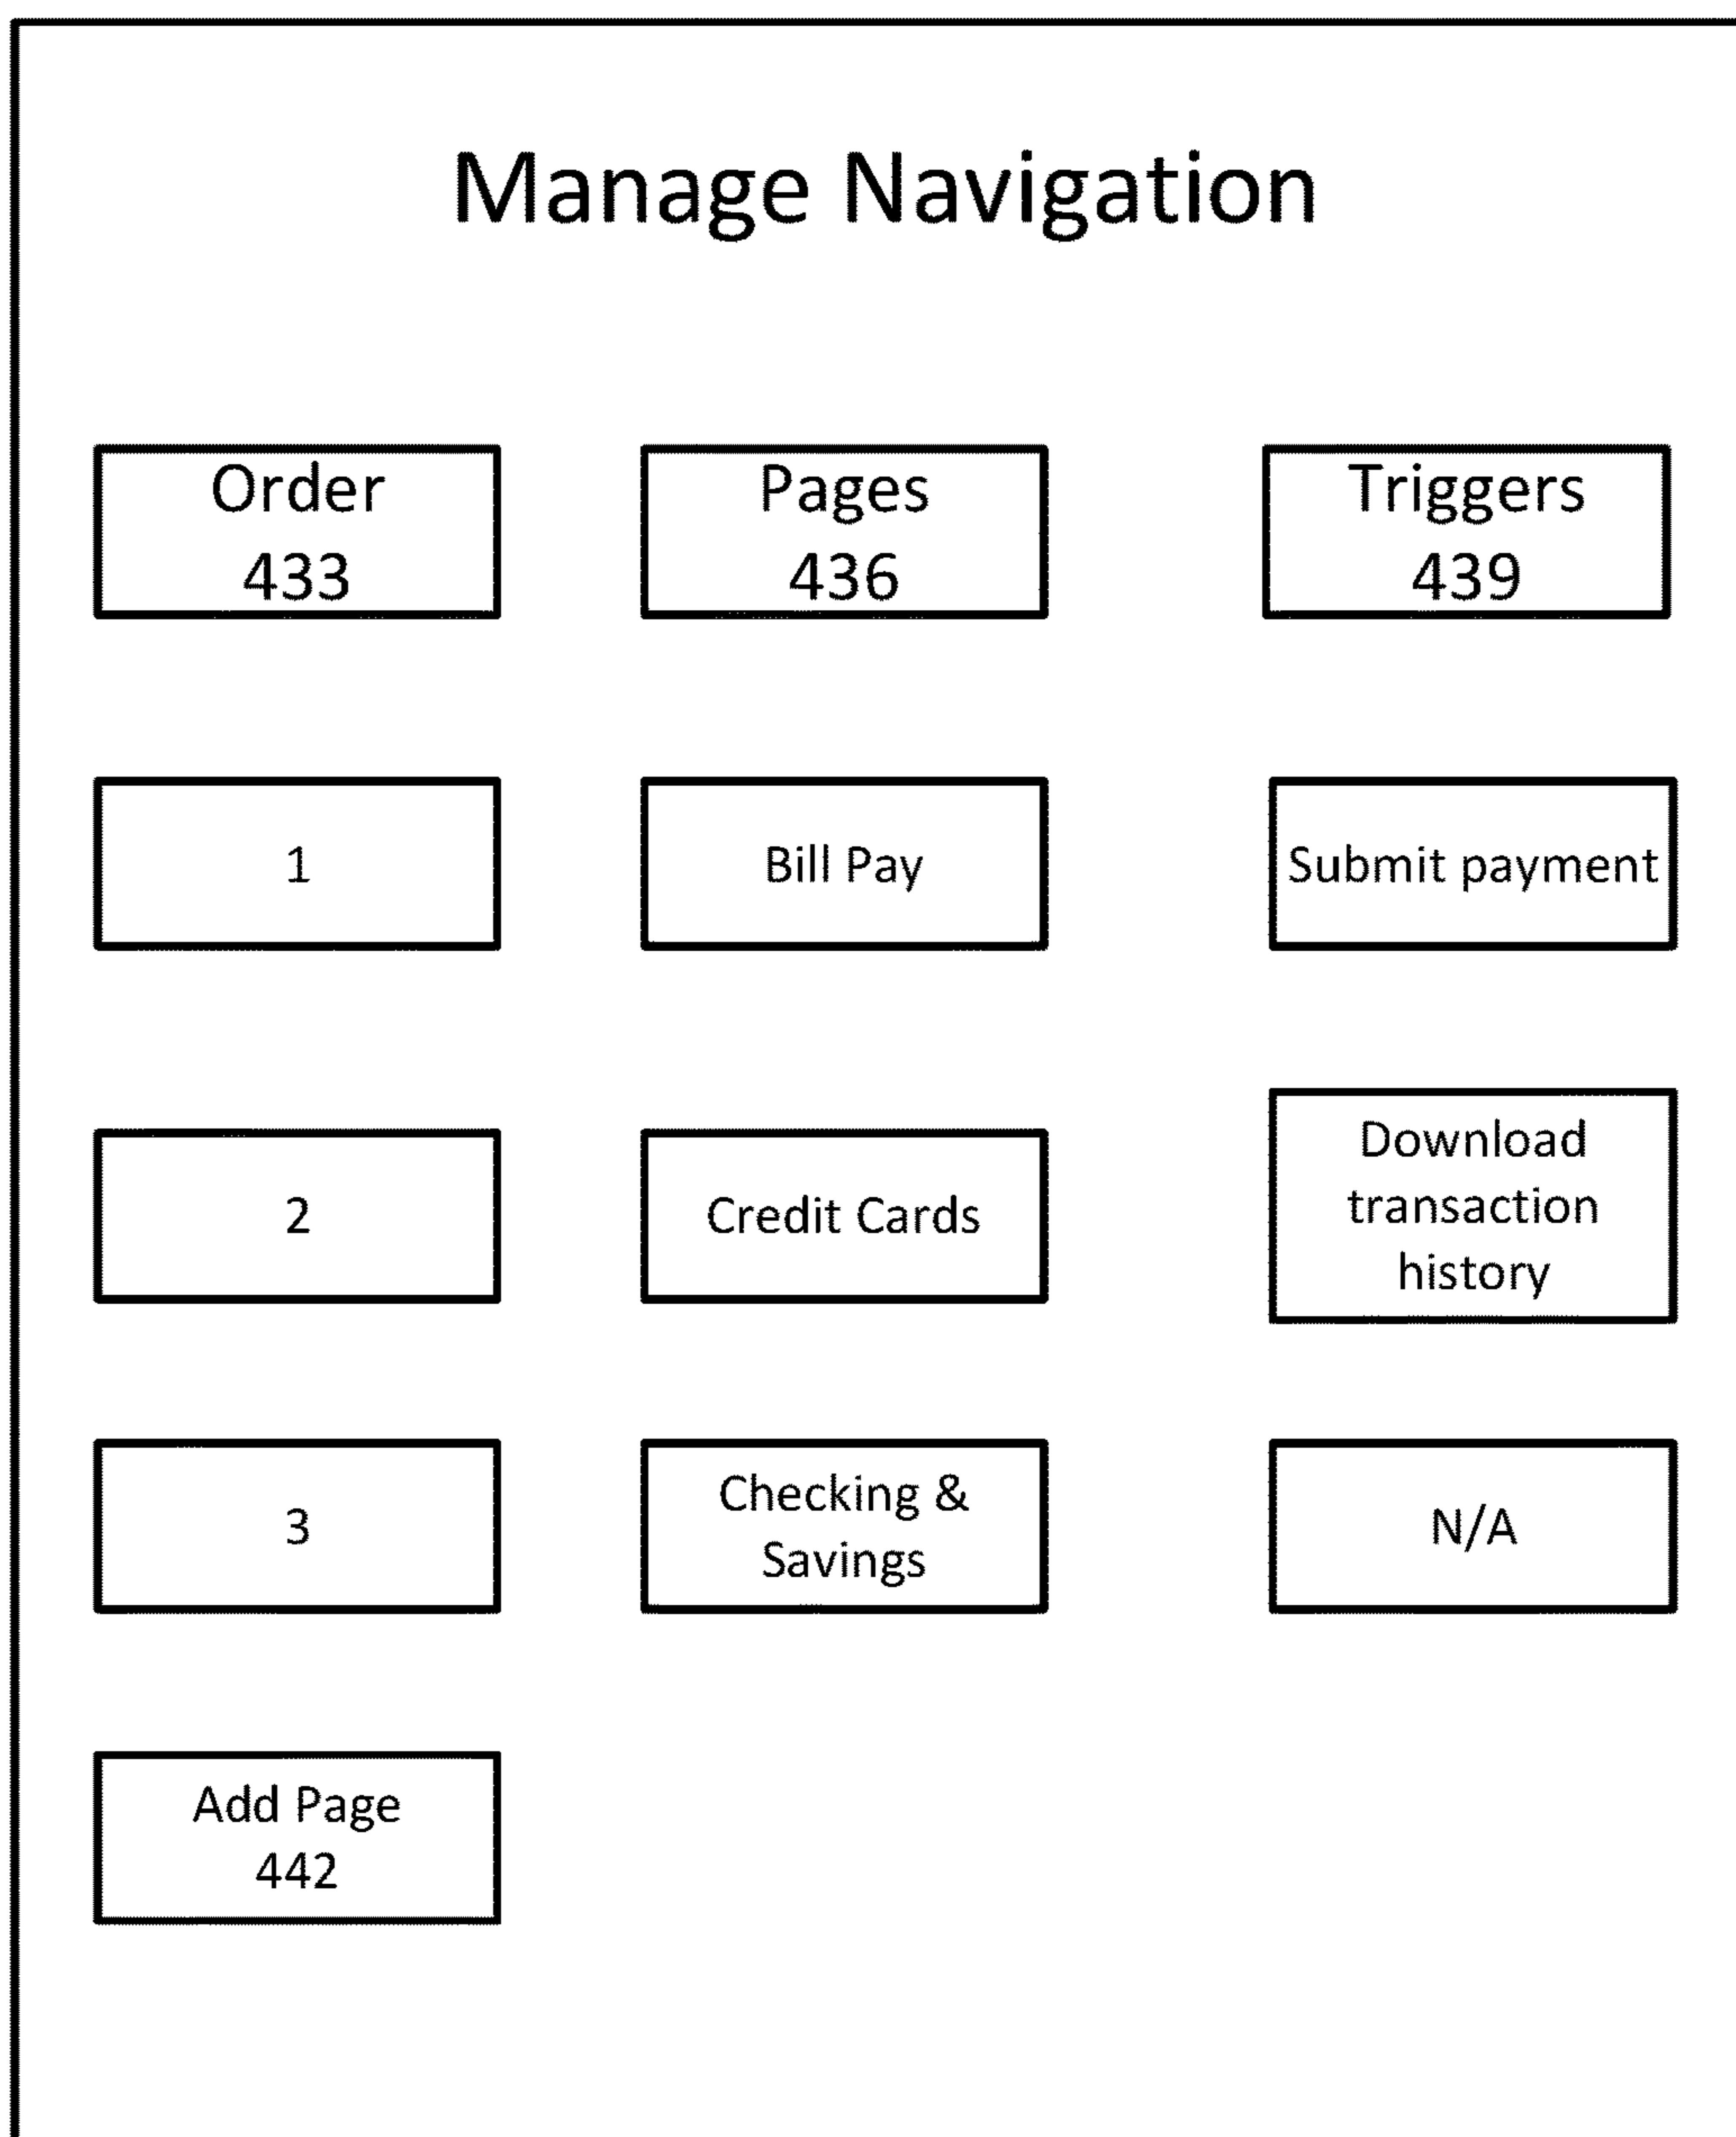 Manage Navigation
Order
433
Pages
436
Triggers
439
1
Bill Pay
Submit payment
2
Credit Cards
Download
transaction
history
3
Checking &
Savings
N/A
Add Page
442